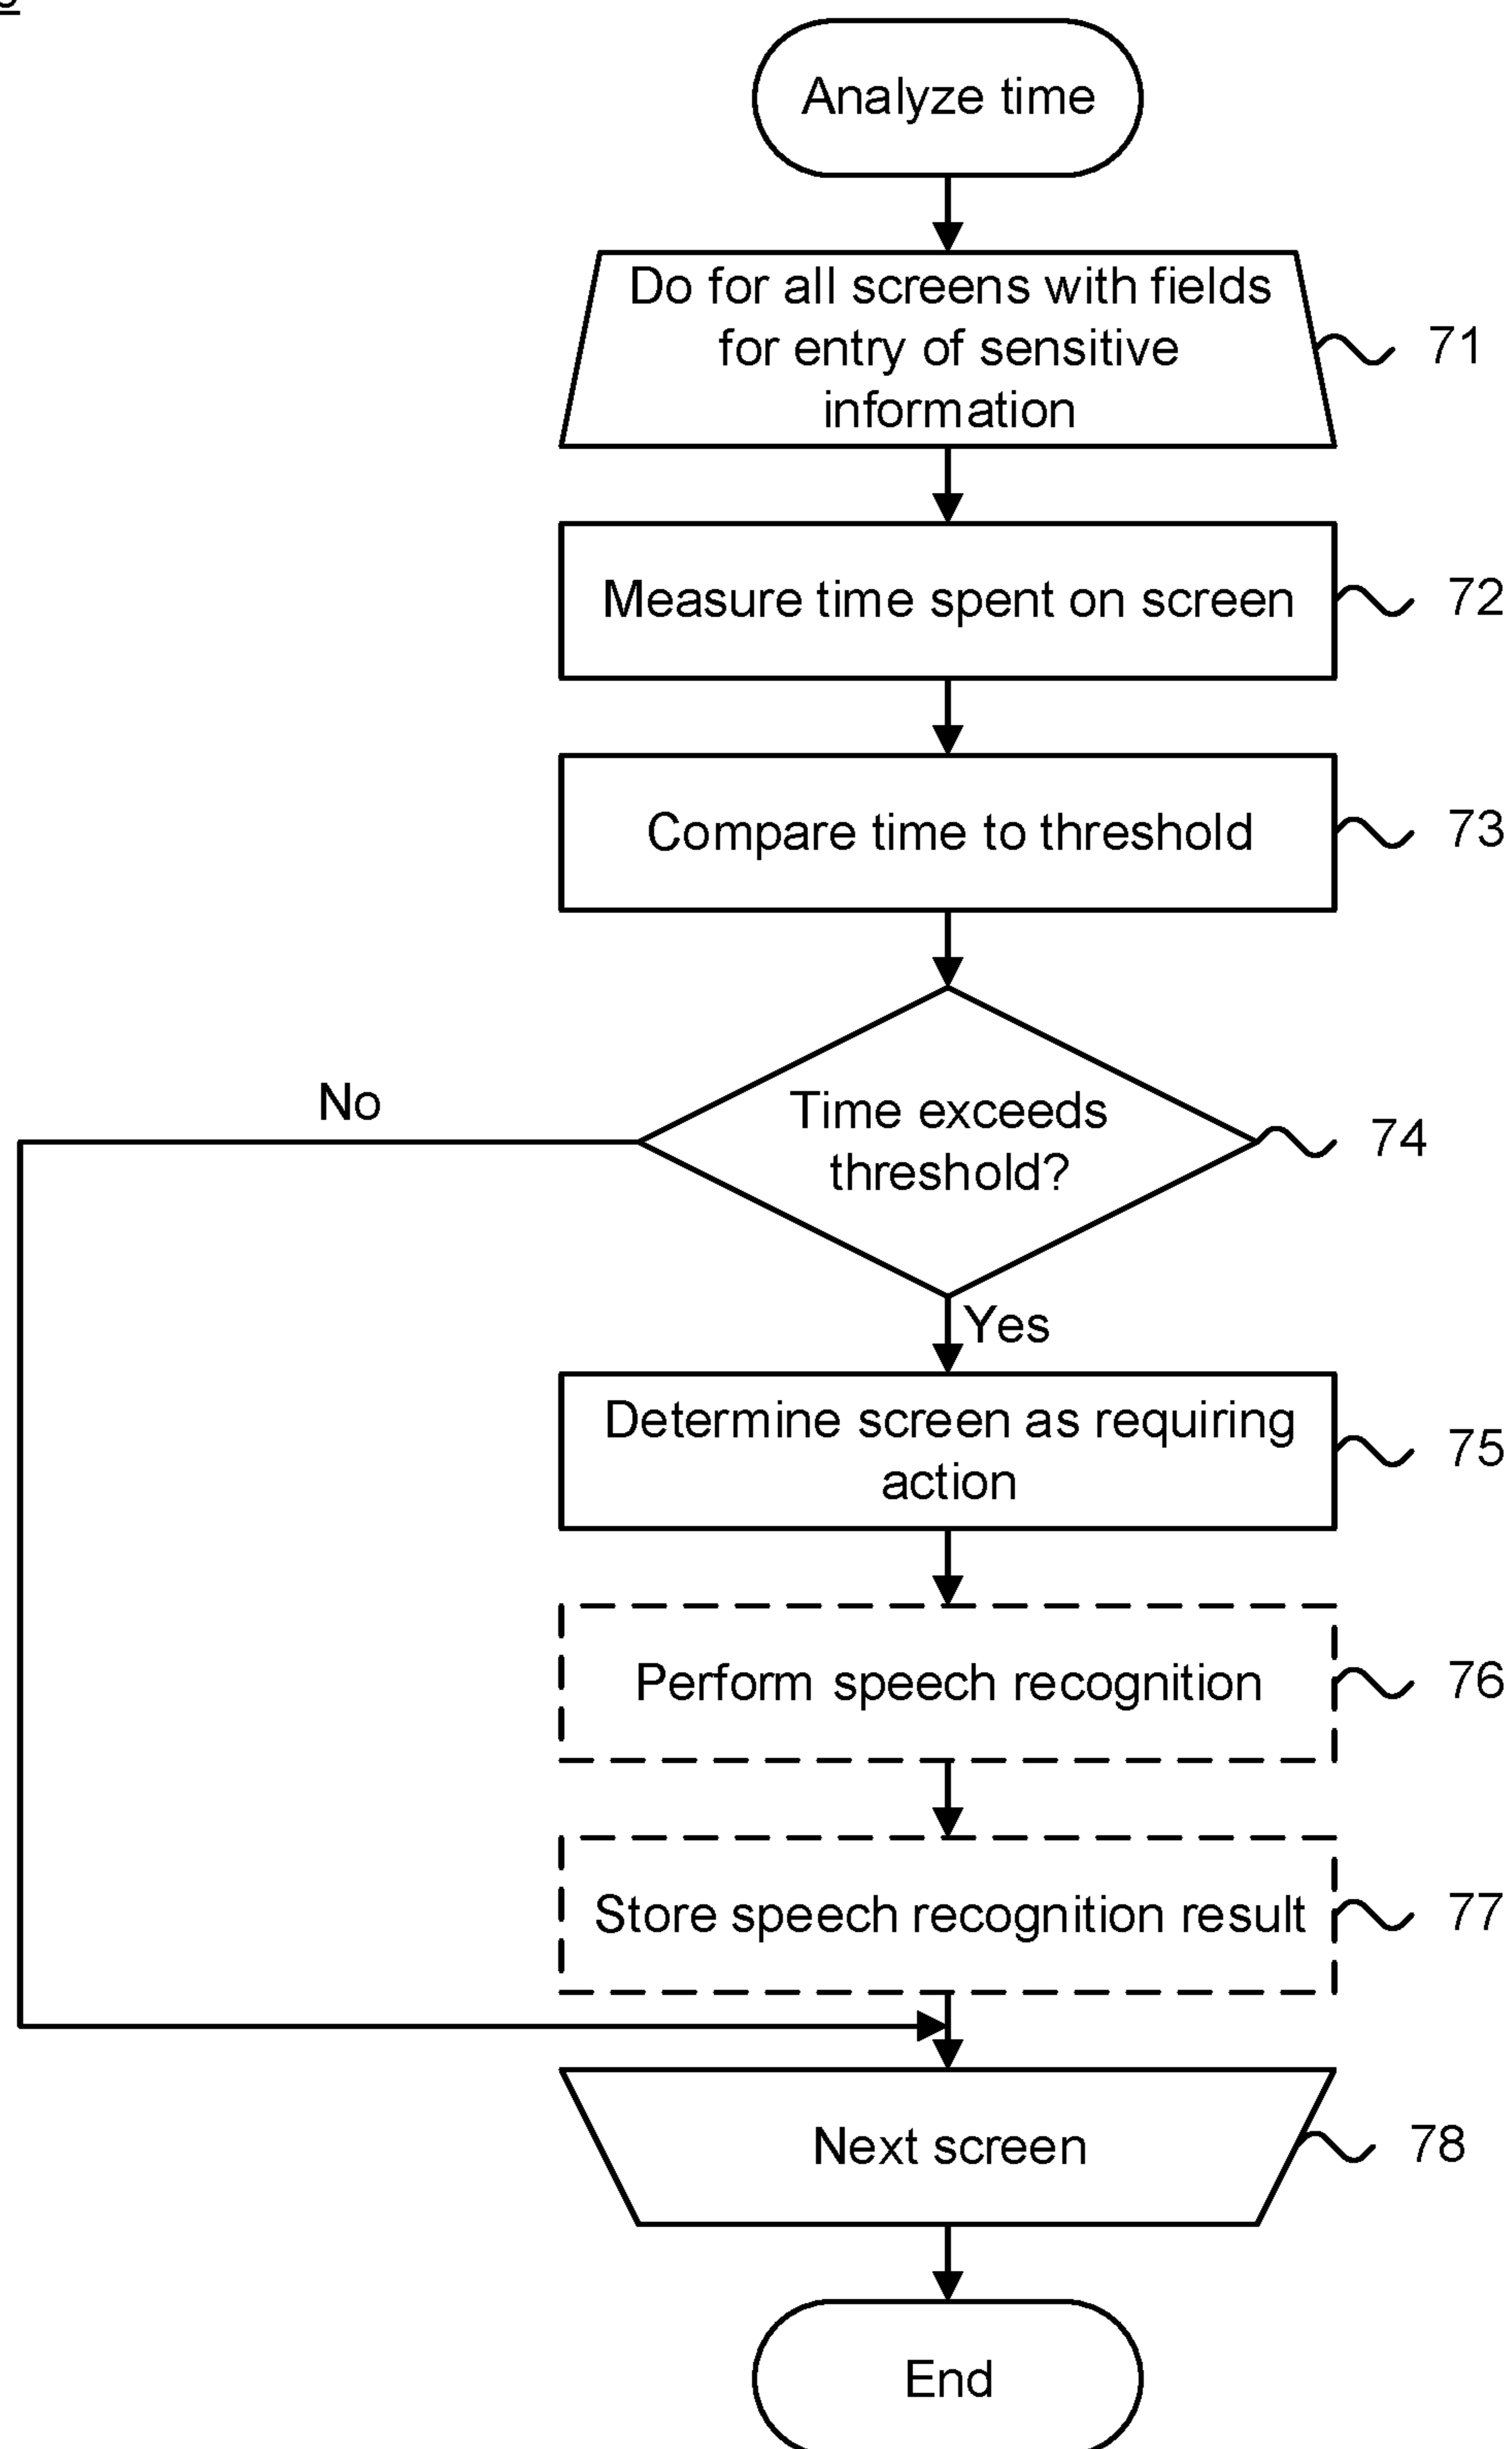 Analyze time
Do for all screens with fields
for entry of sensitive
information
71
Measure time spent on screen
72
Compare time to threshold
73
No
Time exceeds
threshold?
74
Yes
Determine screen as requiring
action
75
Perform speech recognition
76
Store speech recognition result
77
Next screen
78
End